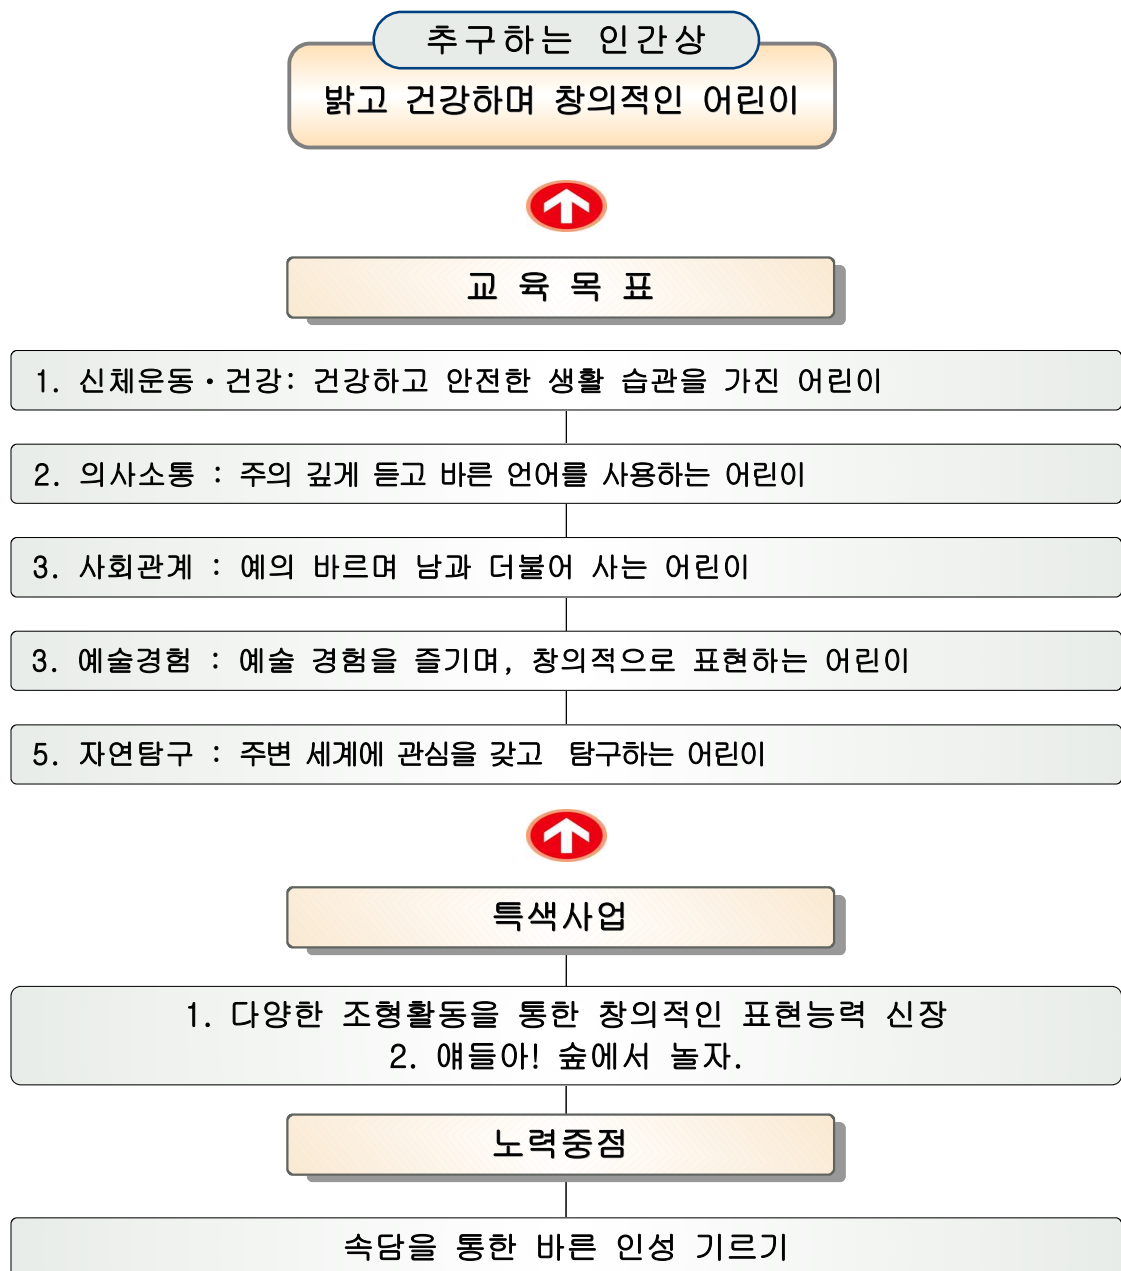 추구하는 인간상
밝고 건강하며 창의적인 어린이
교 육 목 표
1. 신체운동·건강: 건강하고 안전한 생활 습관을 가진 어린이
2. 의사소통 : 주의 깊게 듣고 바른 언어를 사용하는 어린이
3. 사회관계 : 예의 바르며 남과 더불어 사는 어린이
3. 예술경험 : 예술 경험을 즐기며, 창의적으로 표현하는 어린이
5. 자연탐구 : 주변 세계에 관심을 갖고 탐구하는 어린이
특색사업
1. 다양한 조형활동을 통한 창의적인 표현능력 신장
2. 얘들아! 숲에서 놀자.
노력중점
속담을 통한 바른 인성 기르기